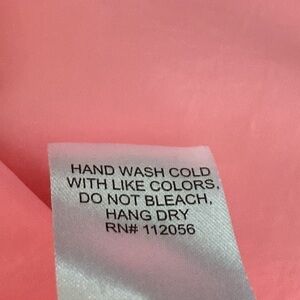 HAND WASH COLD
WITH LIKE COLORS.
DO NOT BLEACH,
HANG DRY
RN# 112056